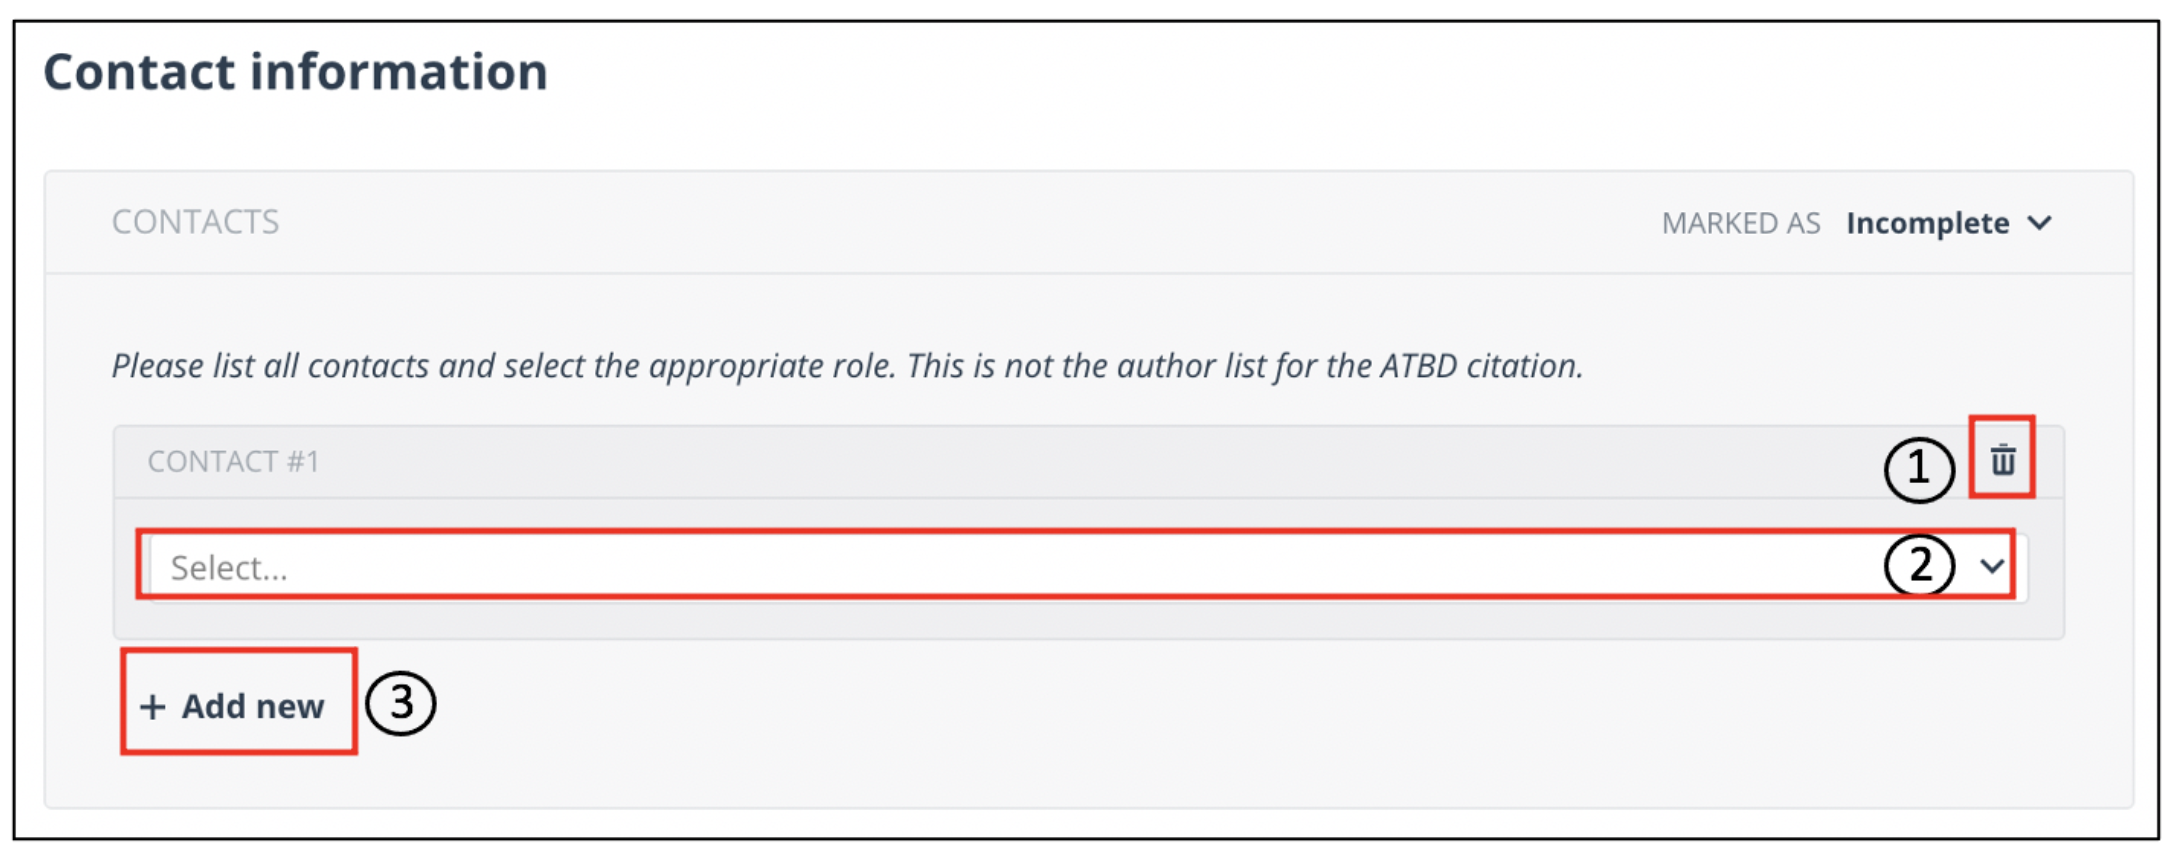 Contact information
CONTACTS MARKED AS Incomplete
Please list all contacts and select the appropriate role. This is not the author list for the ATBD citation.
CONTACT #1 1
Select... 2
+ Add new 3